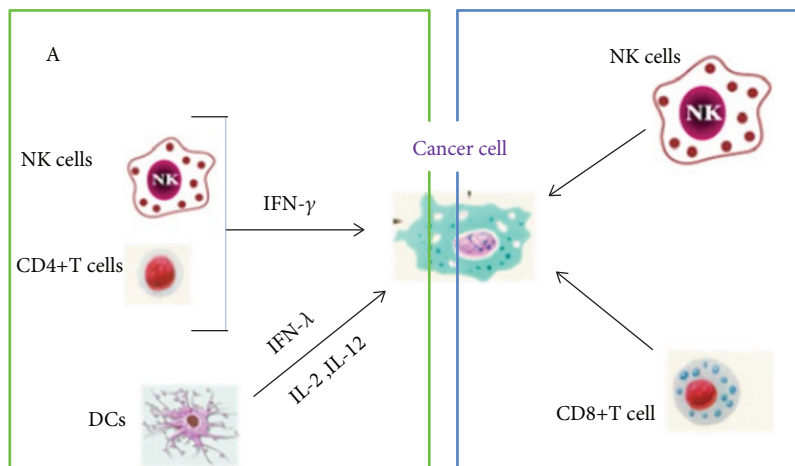 A
NK cells
NK
CD4+T cells
IFN-γ
DCs
IFN-λ
IL-2 ,IL-12
Cancer cell
NK cells
NK
CD8+T cell